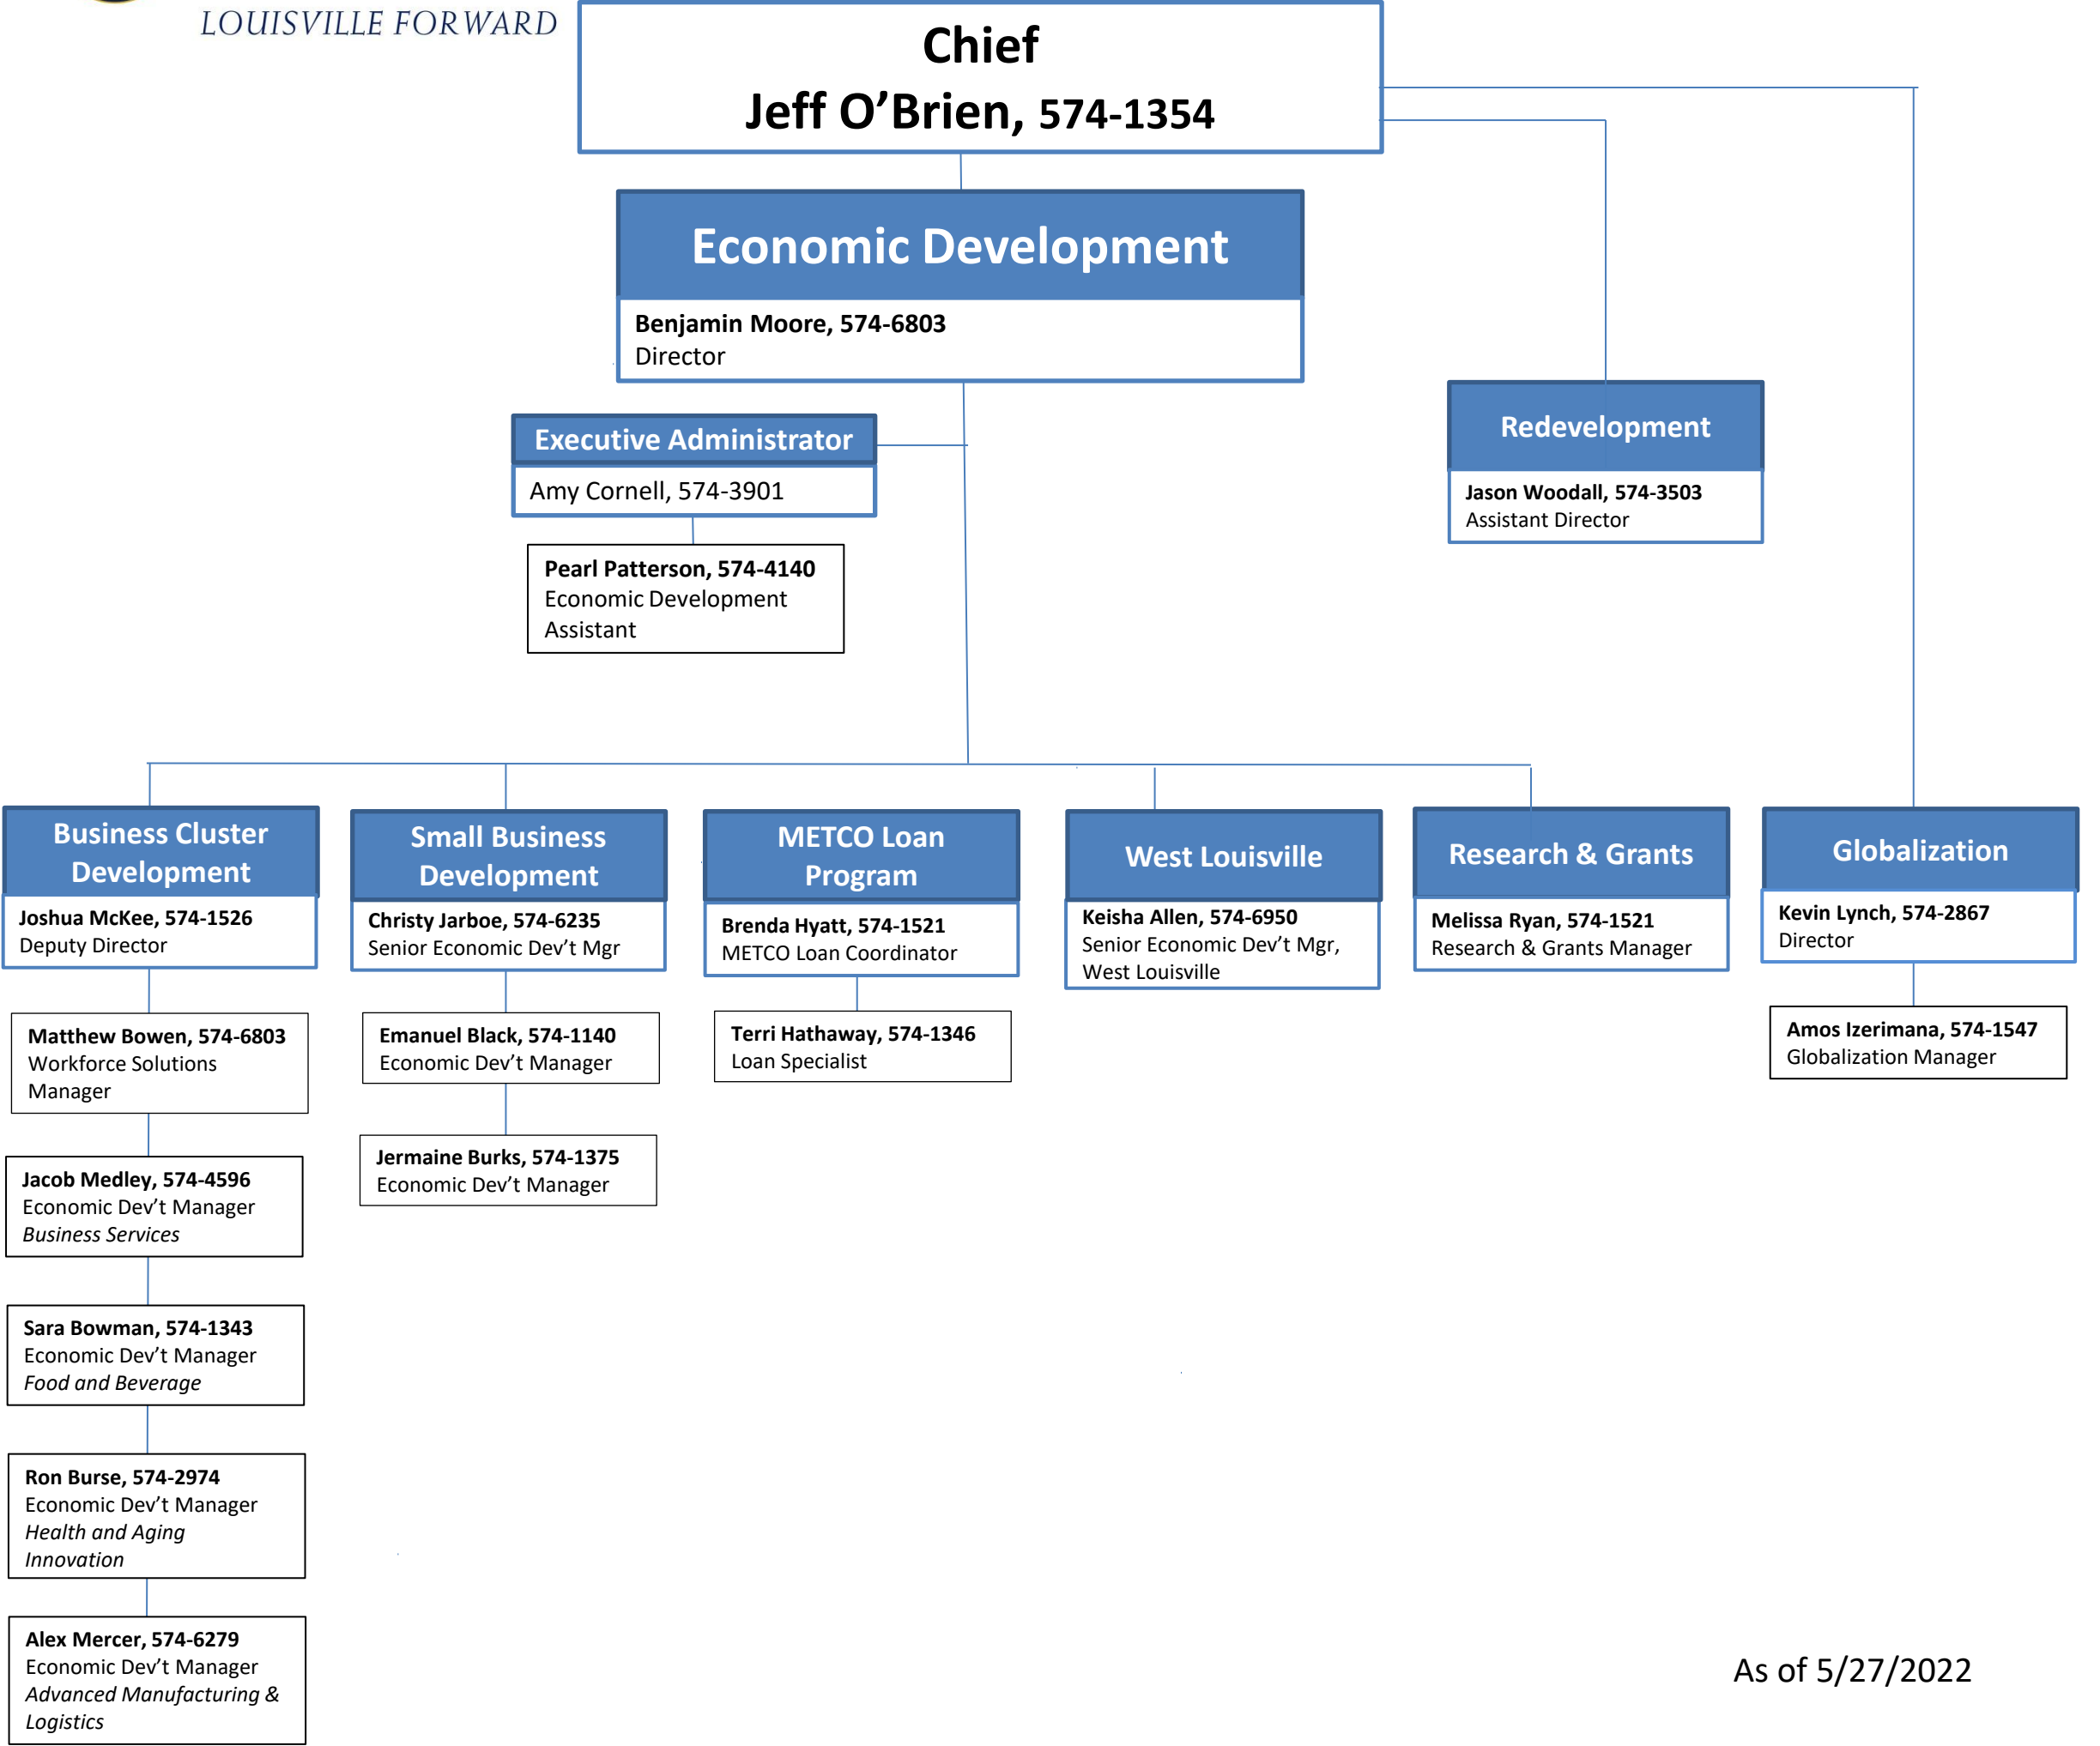 LOUISVILLE FORWARD
Chief
Jeff O’Brien, 574-1354
Economic Development
Benjamin Moore, 574-6803
Director
Executive Administrator
Amy Cornell, 574-3901
Pearl Patterson, 574-4140
Economic Development
Assistant
Redevelopment
Jason Woodall, 574-3503
Assistant Director
Business Cluster
Development
Joshua McKee, 574-1526
Deputy Director
Matthew Bowen, 574-6803
Workforce Solutions
Manager
Jacob Medley, 574-4596
Economic Dev’t Manager
Business Services
Sara Bowman, 574-1343
Economic Dev’t Manager
Food and Beverage
Ron Burse, 574-2974
Economic Dev’t Manager
Health and Aging
Innovation
Alex Mercer, 574-6279
Economic Dev’t Manager
Advanced Manufacturing &
Logistics
Small Business
Development
Christy Jarboe, 574-6235
Senior Economic Dev’t Mgr
Emanuel Black, 574-1140
Economic Dev’t Manager
Jermaine Burks, 574-1375
Economic Dev’t Manager
METCO Loan
Program
Brenda Hyatt, 574-1521
METCO Loan Coordinator
Terri Hathaway, 574-1346
Loan Specialist
West Louisville
Keisha Allen, 574-6950
Senior Economic Dev’t Mgr,
West Louisville
Research & Grants
Melissa Ryan, 574-1521
Research & Grants Manager
Globalization
Kevin Lynch, 574-2867
Director
Amos Izerimana, 574-1547
Globalization Manager
As of 5/27/2022